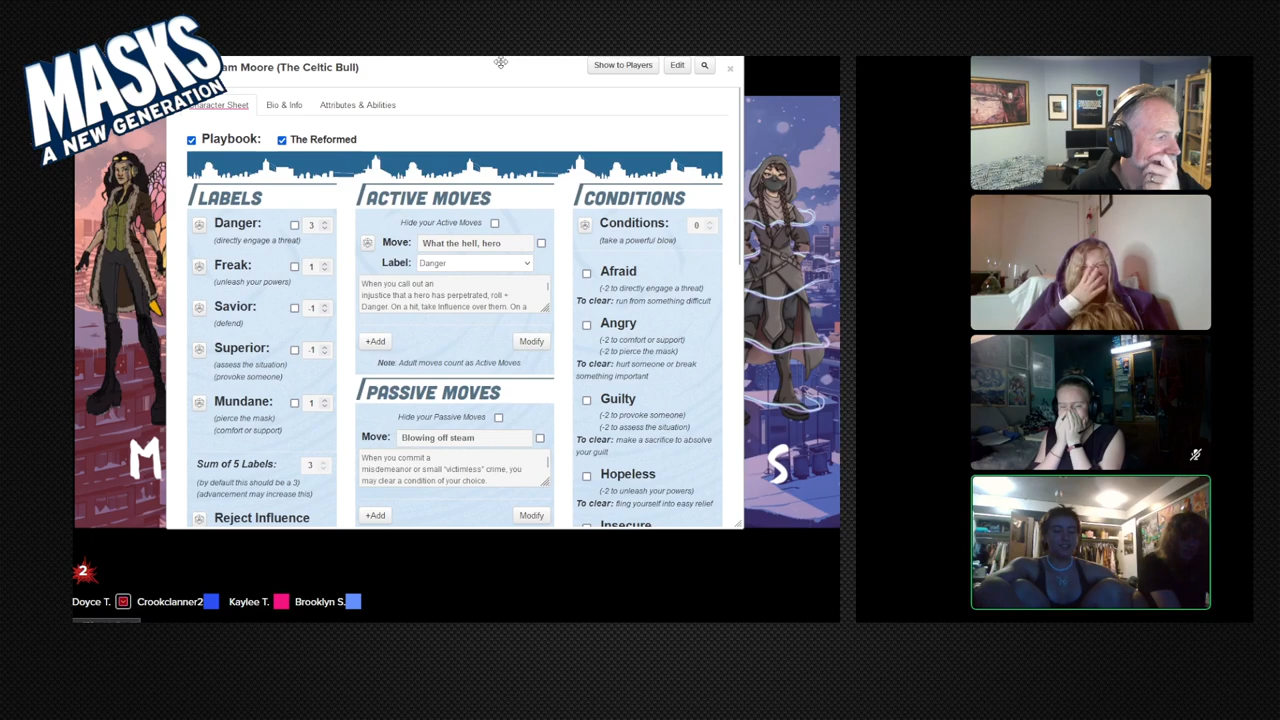 MASKS
A NEW GENERATION
am Moore (The Celtic Bull)
Show to Players
Edit
Character Sheet
Bio & Info
Attributes & Abilities
Playbook:
The Reformed
LABELS
Danger:
3
(directly engage a threat)
Freak:
1
(unleash your powers)
Savior:
-1
(defend)
Superior:
-1
(assess the situation)
(provoke someone)
Mundane:
1
(pierce the mask)
(comfort or support)
Sum of 5 Labels:
3
(by default this should be a 3)
(advancement may increase this)
Reject Influence
ACTIVE MOVES
Hide your Active Moves
Move:
What the hell, hero
Label:
Danger
When you call out an
injustice that a hero has perpetrated, roll +
Danger. On a hit, take Influence over them. On a
+Add
Modify
Note: Adult moves count as Active Moves
PASSIVE MOVES
Hide your Passive Moves
Move:
Blowing off steam
When you commit a
misdemeanor or small "victimless" crime, you
may clear a condition of your choice.
+Add
Modify
CONDITIONS
Conditions:
0
(take a powerful blow)
Afraid
(-2 to directly engage a threat)
To clear: run from something difficult
Angry
(-2 to comfort or support)
(-2 to pierce the mask)
To clear: hurt someone or break
something important
Guilty
(-2 to provoke someone)
(-2 to assess the situation)
To clear: make a sacrifice to absolve
your guilt
Hopeless
(-2 to unleash your powers)
To clear: fling yourself into easy relief
Insecure
M
S
2
Doyce T.
Crookclanner2
Kaylee T.
Brooklyn S.